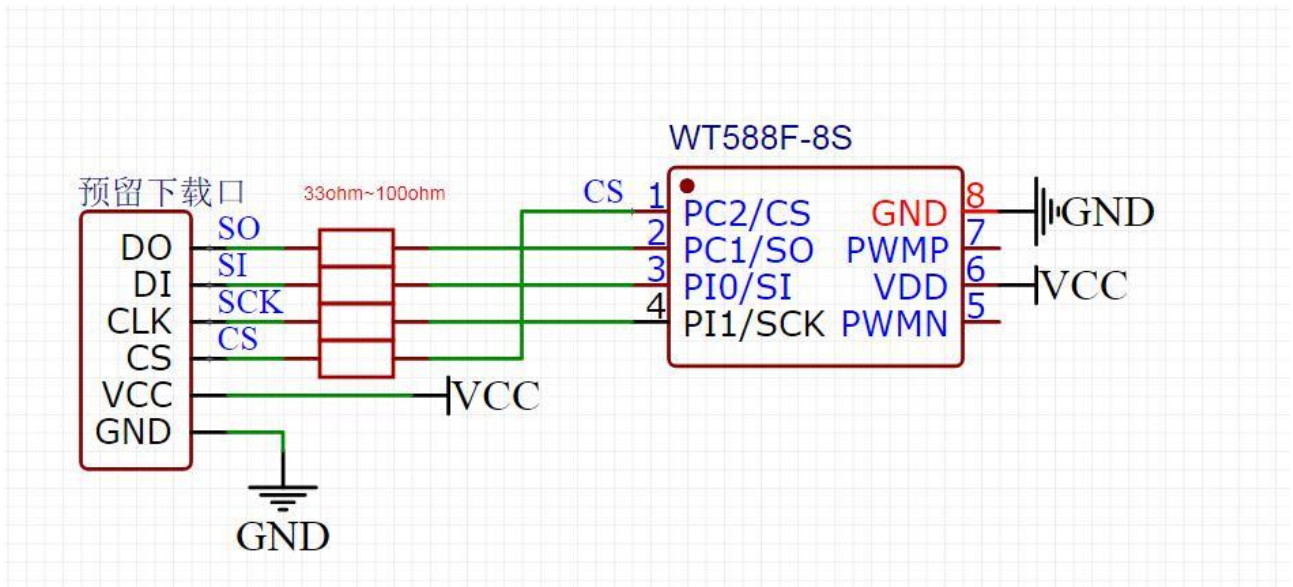 WT588F-8S
预留下载口
33ohm~100ohm
DO SO
DI SI
CLK SCK
CS CS
VCC VCC
GND
GND
CS 1 PC2/CS GND 8 GND
2 PC1/SO PWMP 7
3 PI0/SI VDD 6 VCC
4 PI1/SCK PWMN 5